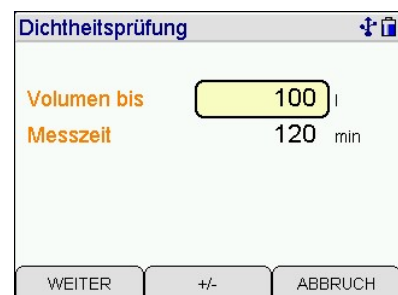 Dichtheitsprüfung
Volumen bis 100 l
Messzeit 120 min
WEITER +/- ABBRUCH